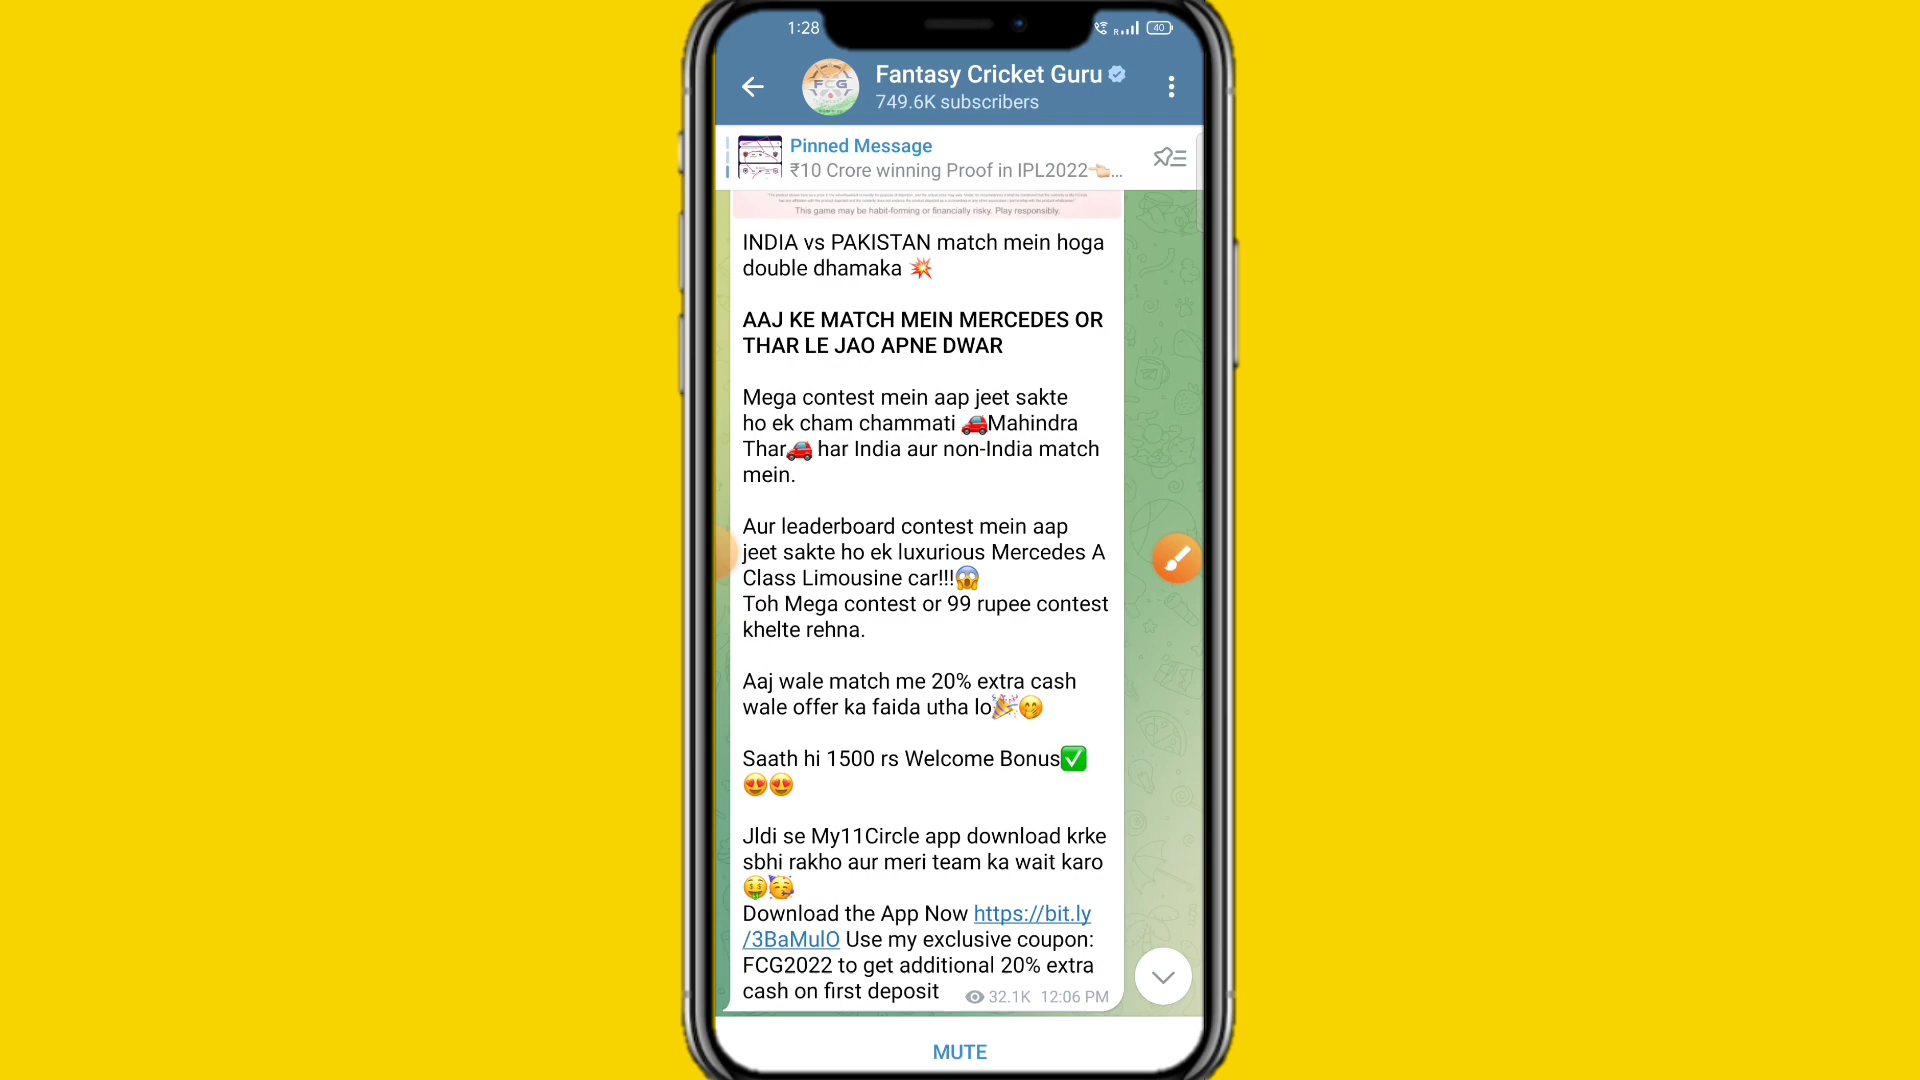 1:28
R
40
FCG
Fantasy Cricket Guru
749.6K subscribers
Pinned Message
₹10 Crore winning Proof in IPL2022👈🏻...
This game may be habit-forming or financially risky. Play responsibly.
INDIA vs PAKISTAN match mein hoga
double dhamaka 💥
AAJ KE MATCH MEIN MERCEDES OR
THAR LE JAO APNE DWAR
Mega contest mein aap jeet sakte
ho ek cham chammati 🚗Mahindra
Thar🚗 har India aur non-India match
mein.
Aur leaderboard contest mein aap
jeet sakte ho ek luxurious Mercedes A
Class Limousine car!!!😱
Toh Mega contest or 99 rupee contest
khelte rehna.
Aaj wale match me 20% extra cash
wale offer ka faida utha lo🎉🤭
Saath hi 1500 rs Welcome Bonus✅
😍😍
Jldi se My11Circle app download krke
sbhi rakho aur meri team ka wait karo
🤑🥳
Download the App Now https://bit.ly
/3BaMulO Use my exclusive coupon:
FCG2022 to get additional 20% extra
cash on first deposit 32.1K 12:06 PM
MUTE